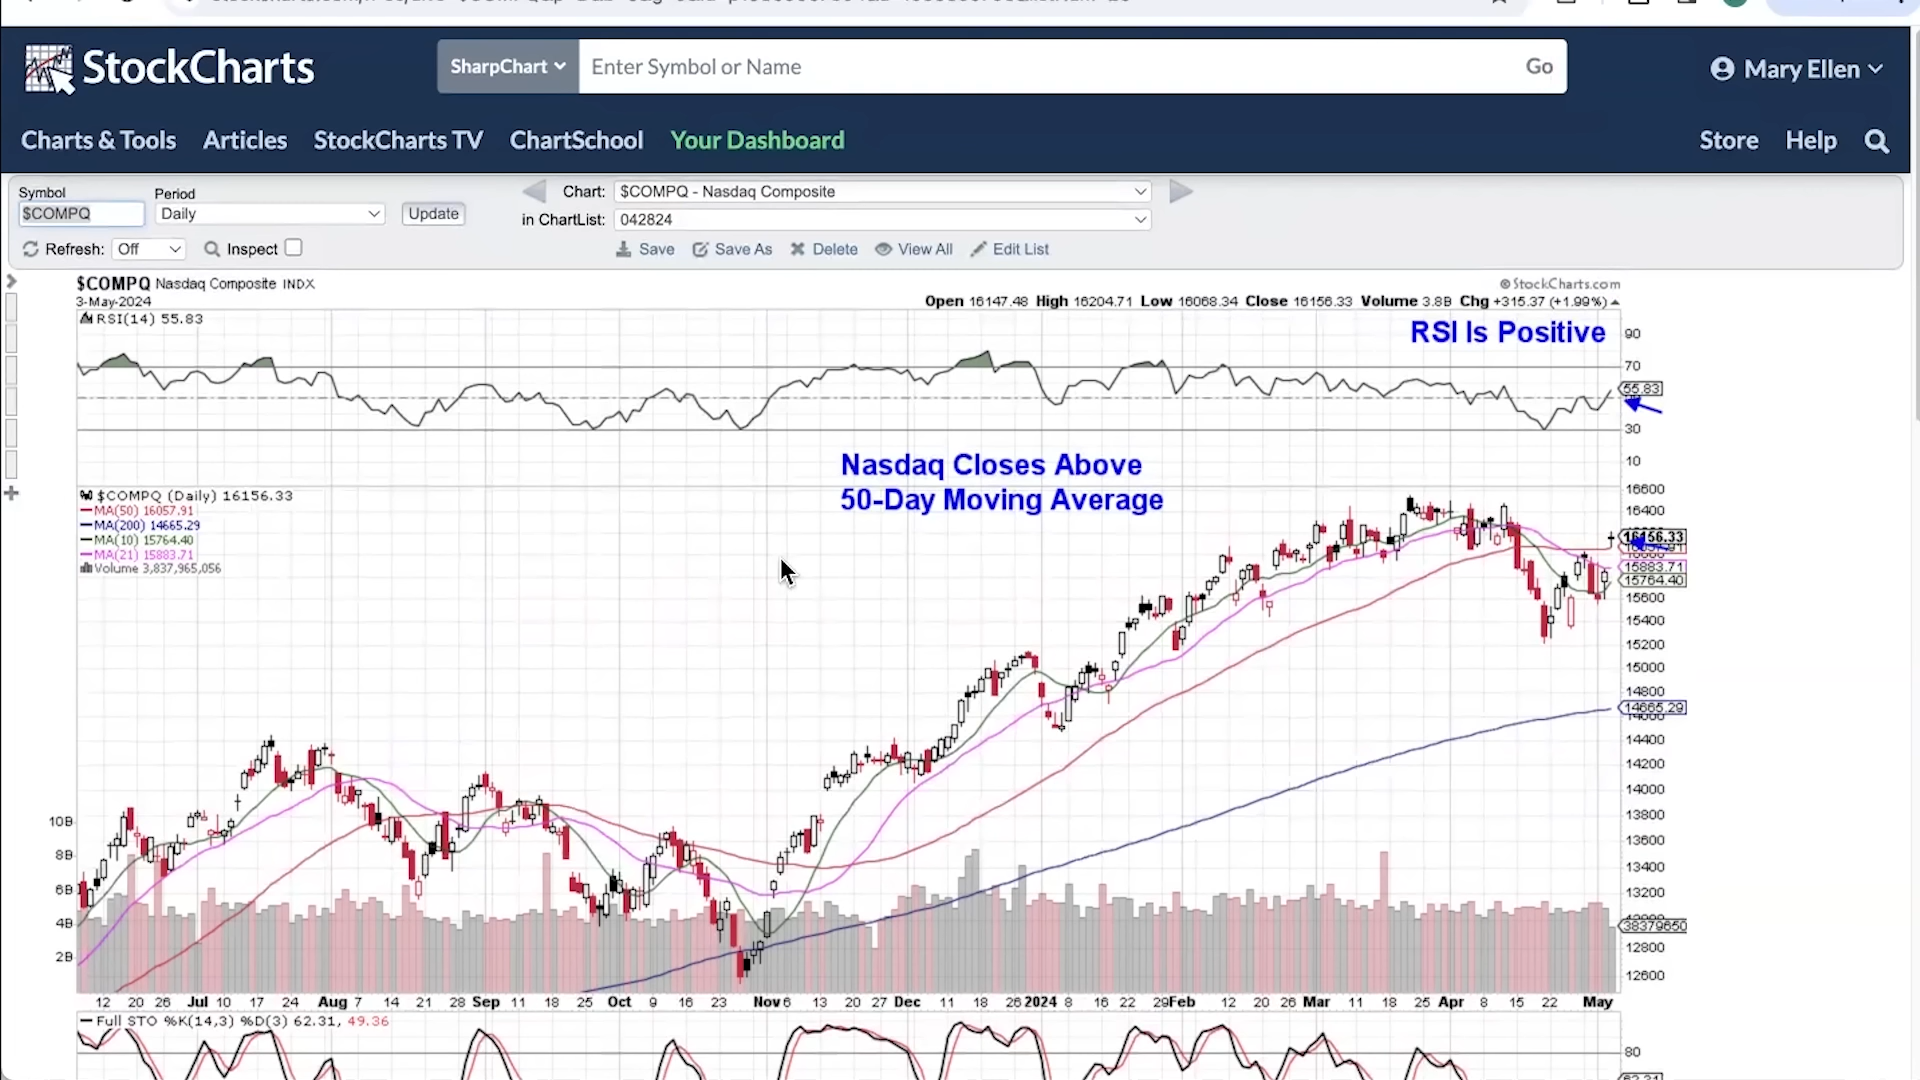 StockCharts
SharpChart
Enter Symbol or Name
Go
Mary Ellen
Charts & Tools
Articles
StockCharts TV
ChartSchool
Your Dashboard
Store
Help
Symbol
Period
Chart:
$COMPQ - Nasdaq Composite
$COMPQ
Daily
Update
in ChartList:
042824
Refresh:
Off
Inspect
Save
Save As
Delete
View All
Edit List
$COMPQ Nasdaq Composite INDX
© StockCharts.com
3-May-2024
Open 16147.48 High 16204.71 Low 16068.34 Close 16156.33 Volume 3.8B Chg +315.37 (+1.99%)
RSI(14) 55.83
RSI Is Positive
90
70
55.83
30
10
Nasdaq Closes Above
50-Day Moving Average
$COMPQ (Daily) 16156.33
MA(50) 16057.91
MA(200) 14665.29
MA(10) 15764.40
MA(21) 15883.71
Volume 3,837,965,056
16600
16400
16156.33
15883.71
15764.40
15600
15400
15200
15000
14800
14665.29
14400
14200
14000
13800
13600
13400
13200
38379650
12800
12600
10B
8B
6B
4B
2B
12 20 26 Jul 10 17 24 Aug 7 14 21 28 Sep 11 18 25 Oct 9 16 23 Nov 6 13 20 27 Dec 11 18 26 2024 8 16 22 29 Feb 12 20 26 Mar 11 18 25 Apr 8 15 22 May
Full STO %K(14,3) %D(3) 62.31, 49.36
80